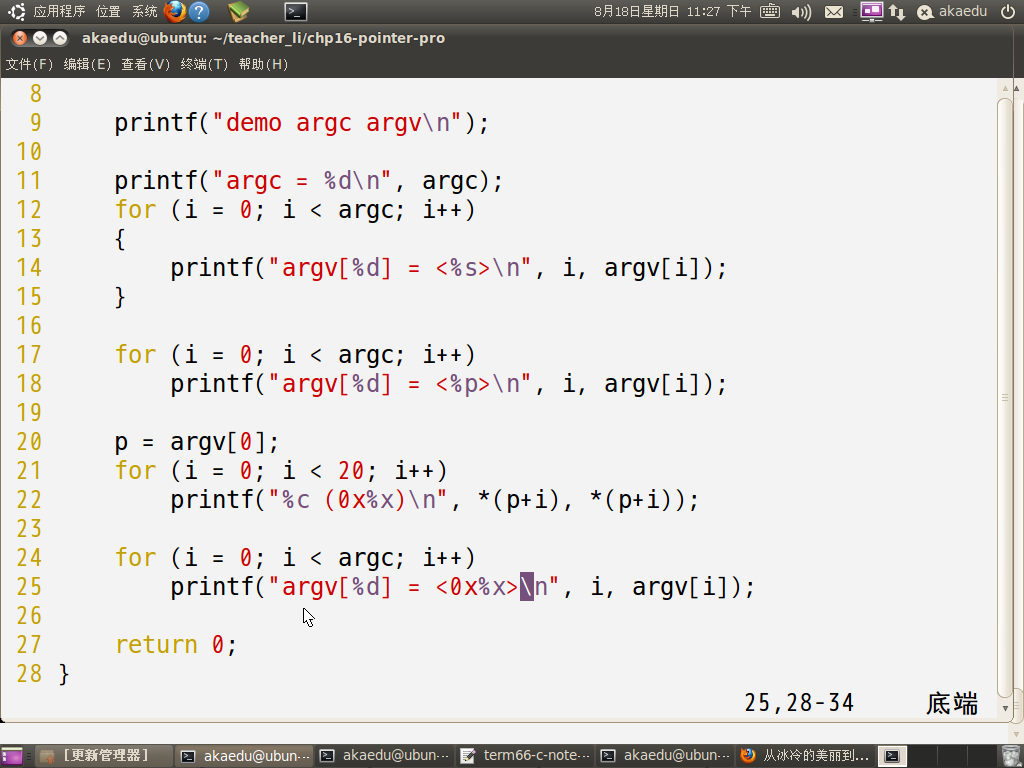 应用程序 位置 系统 8月18日星期日 11:27 下午 akaedu
akaedu@ubuntu: ~/teacher_li/chp16-pointer-pro
文件(F) 编辑(E) 查看(V) 终端(T) 帮助(H)
8
9 printf("demo argc argv\n");
10
11 printf("argc = %d\n", argc);
12 for (i = 0; i < argc; i++)
13 {
14 printf("argv[%d] = <%s>\n", i, argv[i]);
15 }
16
17 for (i = 0; i < argc; i++)
18 printf("argv[%d] = <%p>\n", i, argv[i]);
19
20 p = argv[0];
21 for (i = 0; i < 20; i++)
22 printf("%c (0x%x)\n", *(p+i), *(p+i));
23
24 for (i = 0; i < argc; i++)
25 printf("argv[%d] = <0x%x>\n", i, argv[i]);
26
27 return 0;
28 }
25,28-34 底端
[更新管理器] akaedu@ubun··· akaedu@ubun··· term66-c-note··· akaedu@ubun··· 从冰冷的美丽到...